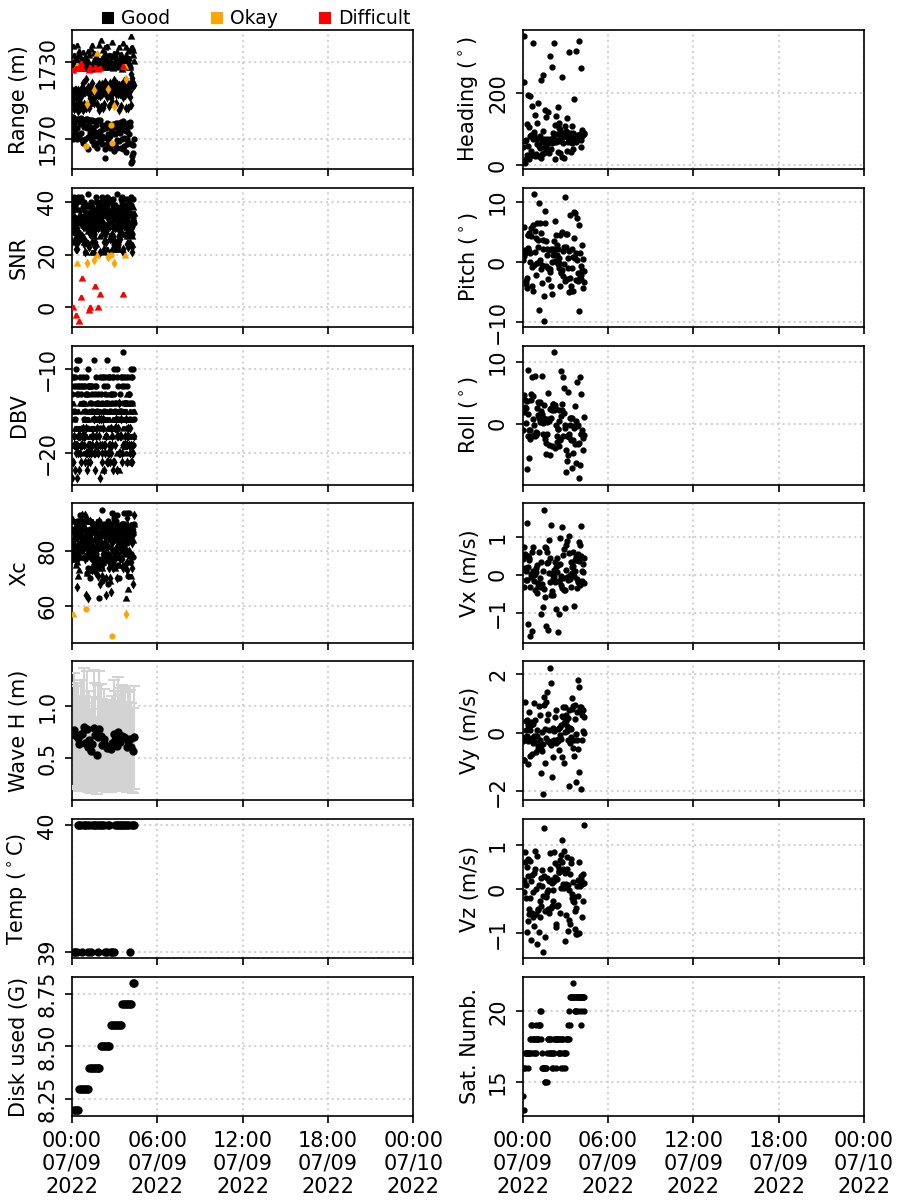 Good Okay Difficult
Range (m)
1730
1570
Heading (°)
200
0
SNR
40
20
0
Pitch (°)
10
0
−10
DBV
−10
−20
Roll (°)
10
0
Xc
80
60
Vx (m/s)
1
0
−1
Wave H (m)
1.0
0.5
Vy (m/s)
2
0
−2
Temp (°C)
40
39
Vz (m/s)
1
0
−1
Disk used (G)
8.75
8.50
8.25
Sat. Numb.
20
15
00:00 06:00 12:00 18:00 00:00
07/09 07/09 07/09 07/09 07/10
2022 2022 2022 2022 2022
00:00 06:00 12:00 18:00 00:00
07/09 07/09 07/09 07/09 07/10
2022 2022 2022 2022 2022